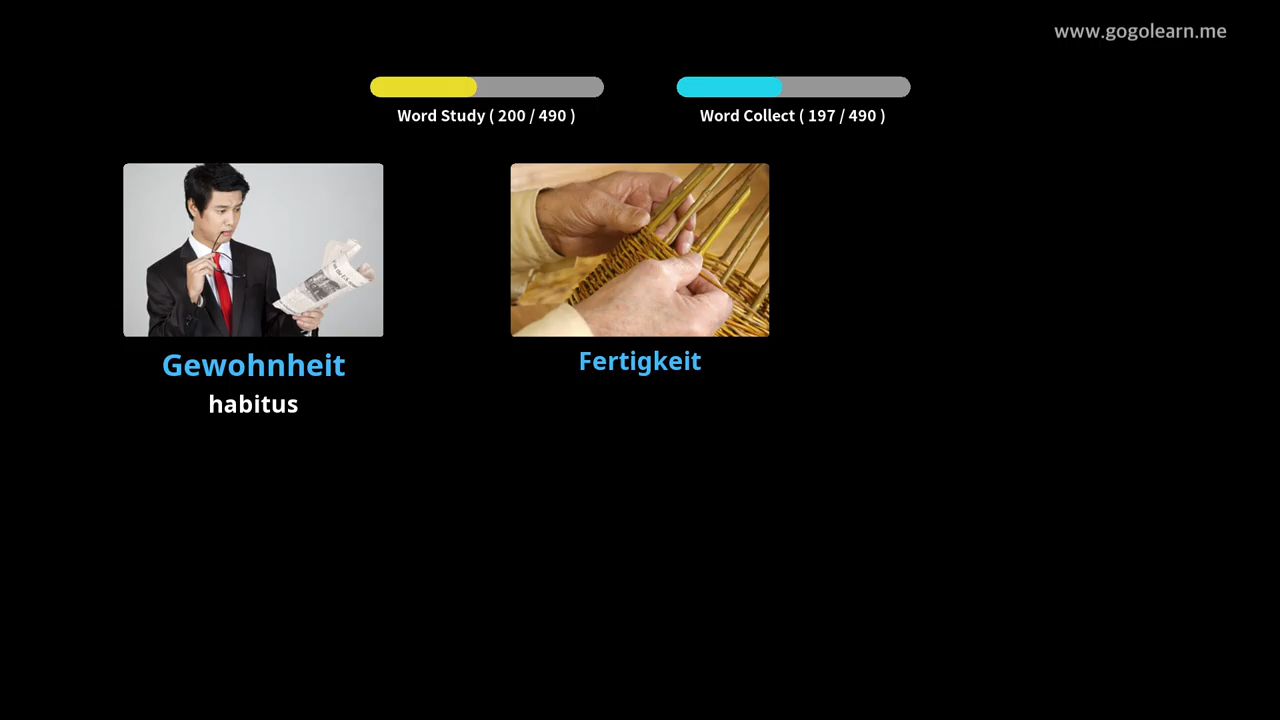 www.gogolearn.me
Word Study ( 200 / 490 )
Word Collect ( 197 / 490 )
Gewohnheit
habitus
Fertigkeit